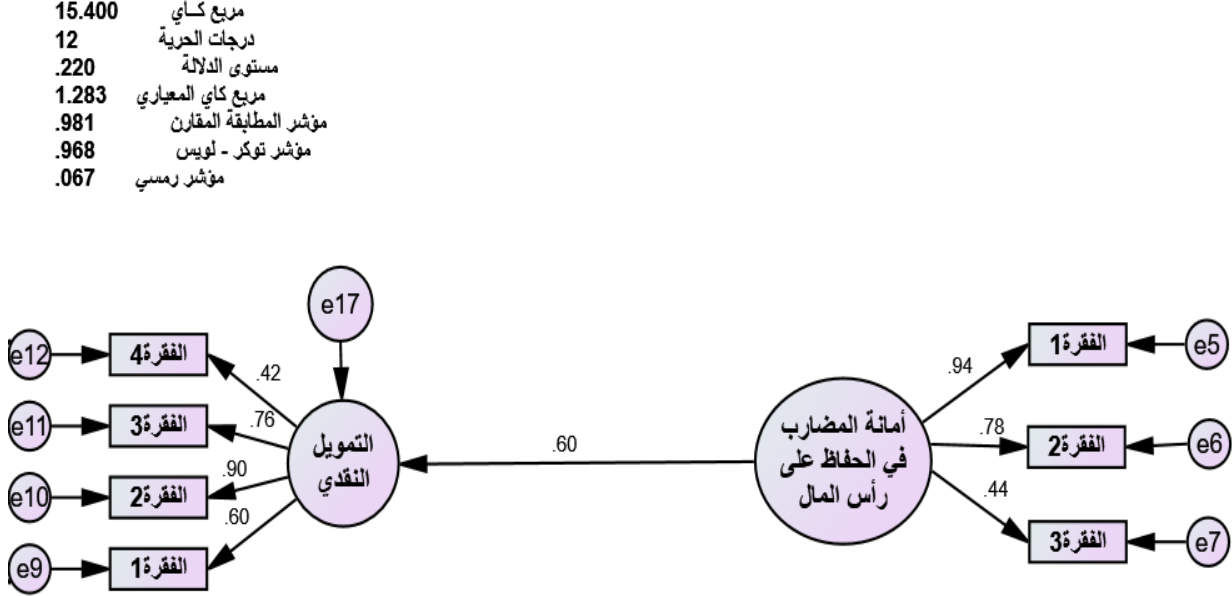 مربع كـاي 15.400
درجات الحرية 12
مستوى الدلالة .220
مربع كاي المعياري 1.283
مؤشر المطابقة المقارن .981
مؤشر توكر - لويس .968
مؤشر رمسي .067
e17
e12
الفقرة4
.42
e11
الفقرة3
.76
e10
الفقرة2
.90
e9
الفقرة1
.60
التمويل
النقدي
.60
أمانة المضارب
في الحفاظ على
رأس المال
.94
الفقرة1
e5
.78
الفقرة2
e6
.44
الفقرة3
e7